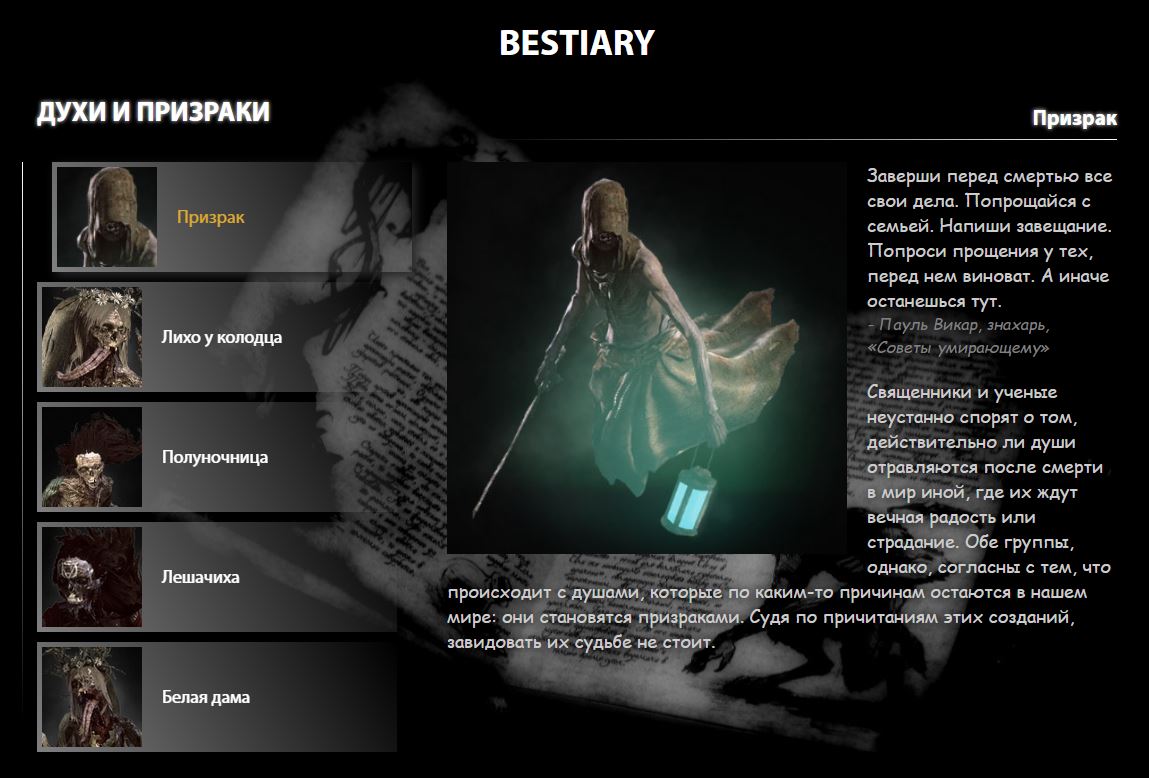 BESTIARY
ДУХИ И ПРИЗРАКИ
Призрак
Призрак
Лихо у колодца
Полуночница
Лешачиха
Белая дама
Заверши перед смертью все
свои дела. Попрощайся с
семьей. Напиши завещание.
Попроси прощения у тех,
перед нем виноват. А иначе
останешься тут.
- Пауль Викар, знахарь,
«Советы умирающему»
Священники и ученые
неустанно спорят о том,
действительно ли души
отравляются после смерти
в мир иной, где их ждут
вечная радость или
страдание. Обе группы,
однако, согласны с тем, что
происходит с душами, которые по каким-то причинам остаются в нашем
мире: они становятся призраками. Судя по причитаниям этих созданий,
завидовать их судьбе не стоит.